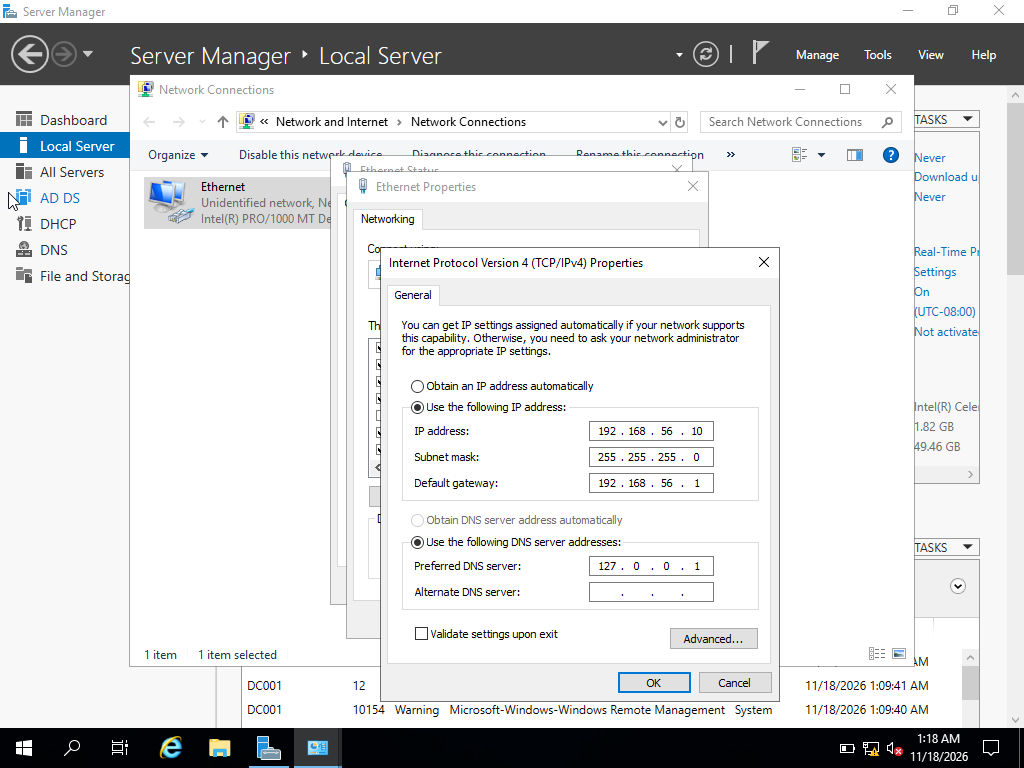 Server Manager
Server Manager ‣ Local Server
Manage Tools View Help
Network Connections
« Network and Internet › Network Connections
Search Network Connections
TASKS
Dashboard
Local Server
All Servers
AD DS
DHCP
DNS
File and Storag
Organize
Disable this network device
Diagnose this connection
Rename this connection
»
Ethernet
Unidentified network, Ne
Intel(R) PRO/1000 MT De
Ethernet Status
Ethernet Properties
Networking
Connect using:
Never
Download u
Never
Real-Time Pr
Settings
On
(UTC-08:00)
Not activate
Intel(R) Cele
1.82 GB
49.46 GB
Internet Protocol Version 4 (TCP/IPv4) Properties
General
You can get IP settings assigned automatically if your network supports
this capability. Otherwise, you need to ask your network administrator
for the appropriate IP settings.
Obtain an IP address automatically
Use the following IP address:
IP address: 192 . 168 . 56 . 10
Subnet mask: 255 . 255 . 255 . 0
Default gateway: 192 . 168 . 56 . 1
Obtain DNS server address automatically
Use the following DNS server addresses:
Preferred DNS server: 127 . 0 . 0 . 1
Alternate DNS server: . . .
Validate settings upon exit
Advanced...
OK Cancel
TASKS
1 item 1 item selected
AM
DC001 12 11/18/2026 1:09:41 AM
DC001 10154 Warning Microsoft-Windows-Windows Remote Management System 11/18/2026 1:09:40 AM
1:18 AM
11/18/2026